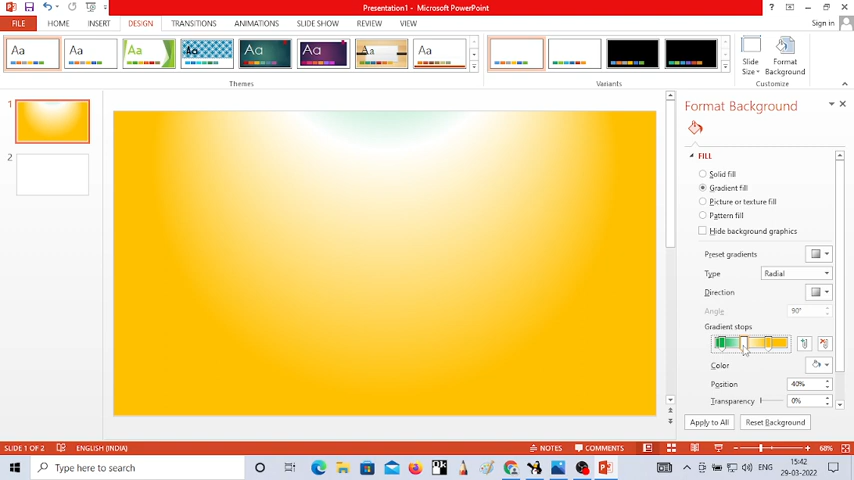 Presentation1 - Microsoft PowerPoint
FILE HOME INSERT DESIGN TRANSITIONS ANIMATIONS SLIDE SHOW REVIEW VIEW Sign in
Aa Aa Aa Aa Aa Aa Aa Aa
Slide Size
Format Background
Themes Variants Customize
Format Background
1
2
FILL
Solid fill
Gradient fill
Picture or texture fill
Pattern fill
Hide background graphics
Preset gradients
Type Radial
Direction
Angle 90°
Gradient stops
Color
Position 40%
Transparency 0%
Apply to All Reset Background
SLIDE 1 OF 2 ENGLISH (INDIA) NOTES COMMENTS 68%
Type here to search
ENG
15:42
29-03-2022